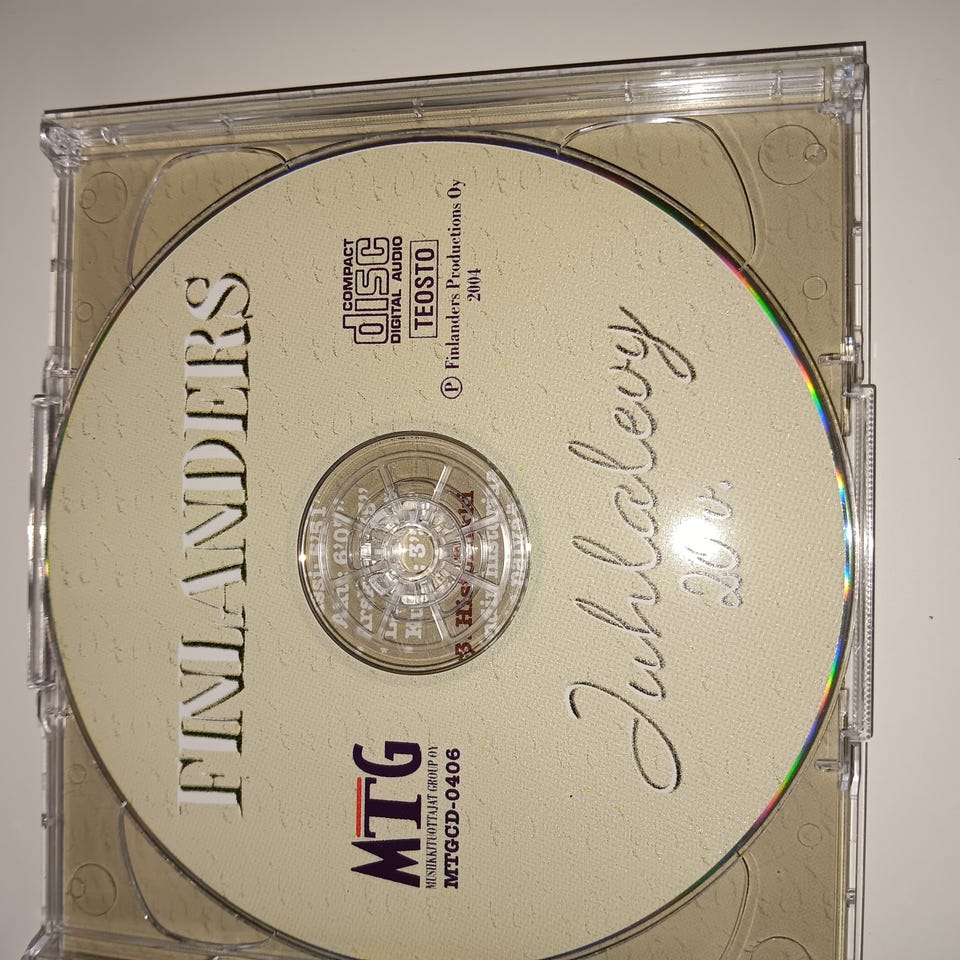 FINLANDERS
MTG
MUSIIKKITUOTTAJAT GROUP OY
MTGCD-0406
COMPACT
disc
DIGITAL AUDIO
TEOSTO
Ⓟ Finlanders Productions Oy
2004
Juhlalevy
20 v.